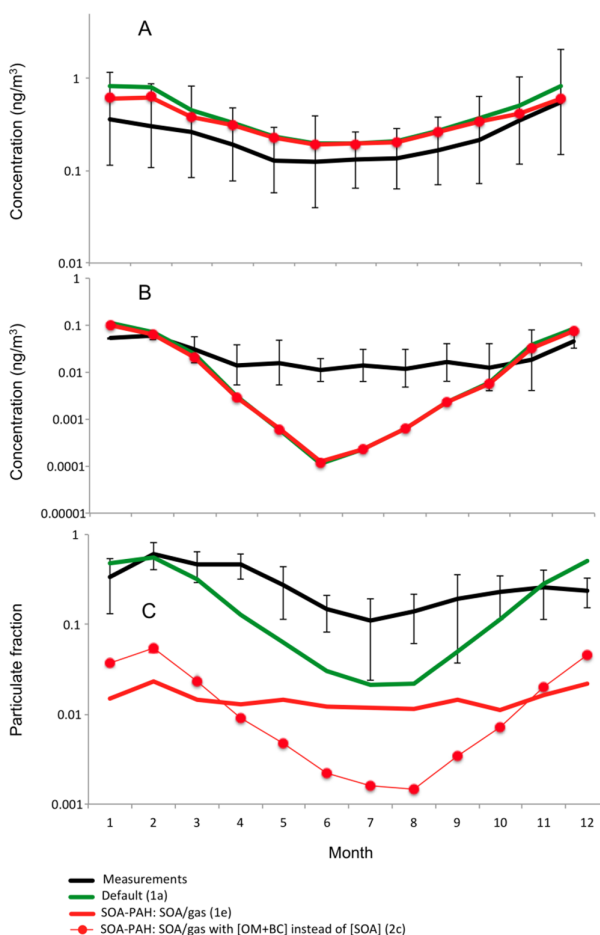 A
Concentration (ng/m³)
1
0.1
0.01
B
Concentration (ng/m³)
1
0.1
0.01
0.001
0.0001
0.00001
C
Particulate fraction
1
0.1
0.01
0.001
1 2 3 4 5 6 7 8 9 10 11 12
Month
Measurements
Default (1a)
SOA-PAH: SOA/gas (1e)
SOA-PAH: SOA/gas with [OM+BC] instead of [SOA] (2c)